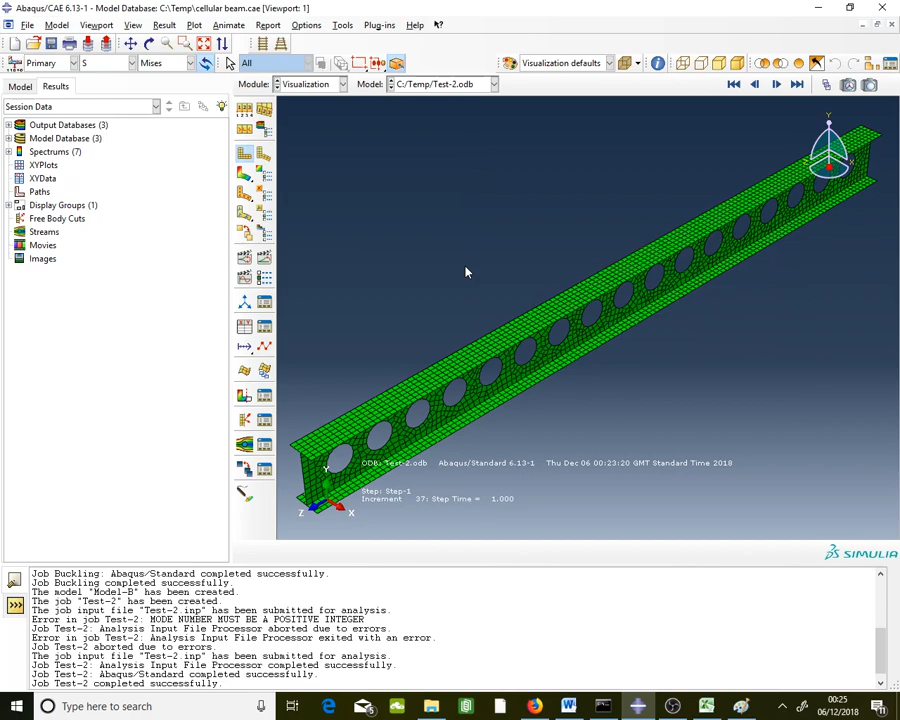 Abaqus/CAE 6.13-1 - Model Database: C:\Temp\cellular beam.cae [Viewport: 1]
File Model Viewport View Result Plot Animate Report Options Tools Plug-ins Help
Primary S Mises All Visualization defaults
Model Results Module: Visualization Model: C:/Temp/Test-2.odb
Session Data
Output Databases (3)
Model Database (3)
Spectrums (7)
XYPlots
XYData
Paths
Display Groups (1)
Free Body Cuts
Streams
Movies
Images
Y
Z X
Y
Z X
ODB: Test-2.odb Abaqus/Standard 6.13-1 Thu Dec 06 00:23:20 GMT Standard Time 2018
Step: Step-1
Increment 37: Step Time = 1.000
SIMULIA
Job Buckling: Abaqus/Standard completed successfully.
Job Buckling completed successfully.
The model "Model-B" has been created.
The job "Test-2" has been created.
The job input file "Test-2.inp" has been submitted for analysis.
Error in job Test-2: MODE NUMBER MUST BE A POSITIVE INTEGER
Job Test-2: Analysis Input File Processor aborted due to errors.
Error in job Test-2: Analysis Input File Processor exited with an error.
Job Test-2 aborted due to errors.
The job input file "Test-2.inp" has been submitted for analysis.
Job Test-2: Analysis Input File Processor completed successfully.
Job Test-2: Abaqus/Standard completed successfully.
Job Test-2 completed successfully.
Type here to search
00:25
06/12/2018